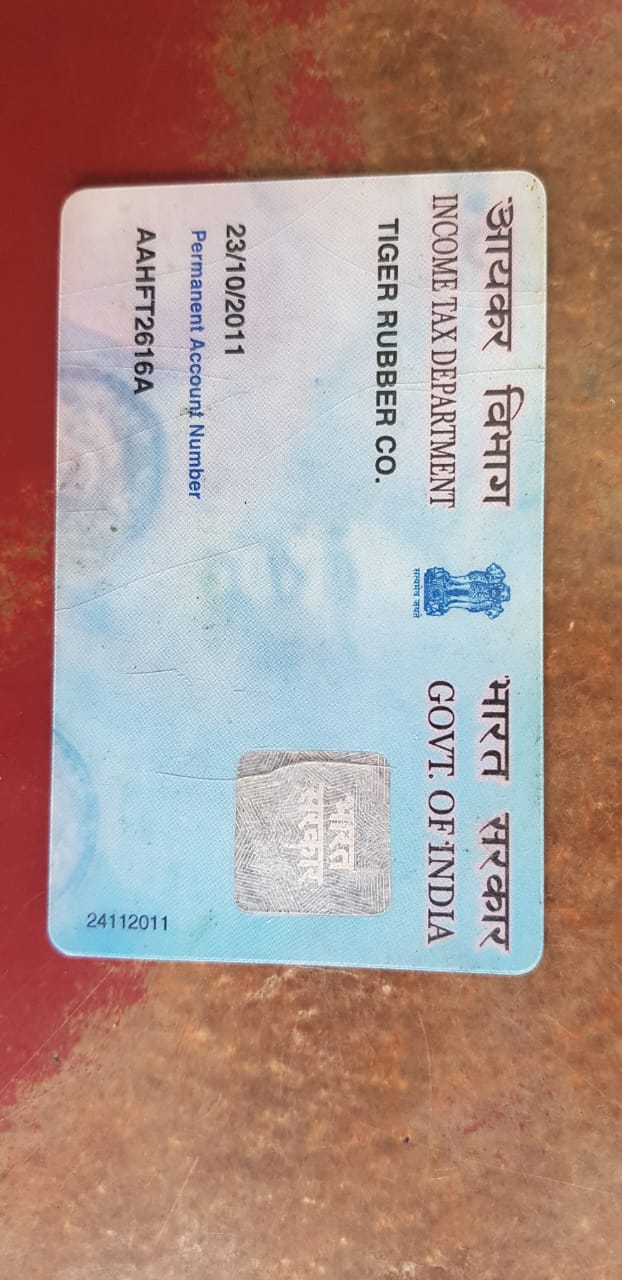 आयकर विभाग भारत सरकार
INCOME TAX DEPARTMENT GOVT. OF INDIA
सत्यमेव जयते
TIGER RUBBER CO.
भारत सरकार
23/10/2011
Permanent Account Number
AAHFT2616A
24112011